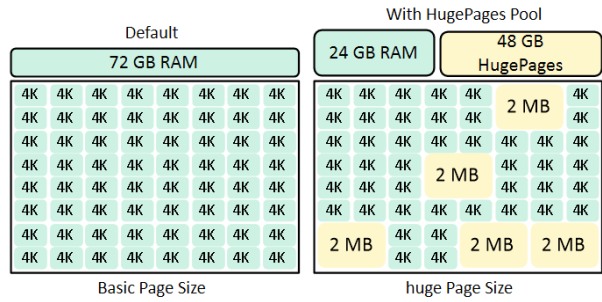 Default
With HugePages Pool
72 GB RAM
24 GB RAM
48 GB
HugePages
4K 4K 4K 4K 4K 4K 4K 4K
4K 4K 4K 4K 4K 4K 4K 4K
4K 4K 4K 4K 4K 4K 4K 4K
4K 4K 4K 4K 4K 4K 4K 4K
4K 4K 4K 4K 4K 4K 4K 4K
4K 4K 4K 4K 4K 4K 4K 4K
4K 4K 4K 4K 4K 4K 4K 4K
4K 4K 4K 4K 4K 4K 4K 4K
Basic Page Size
4K 4K 4K 4K 4K 4K
2 MB
4K 4K 4K 4K 4K 4K
4K 4K 4K 4K 4K 4K 4K 4K
4K 4K 4K 4K 4K 4K
2 MB
4K 4K 4K 4K 4K 4K
4K 4K 4K 4K 4K 4K 4K 4K
4K 4K
2 MB 2 MB 2 MB
4K 4K
huge Page Size